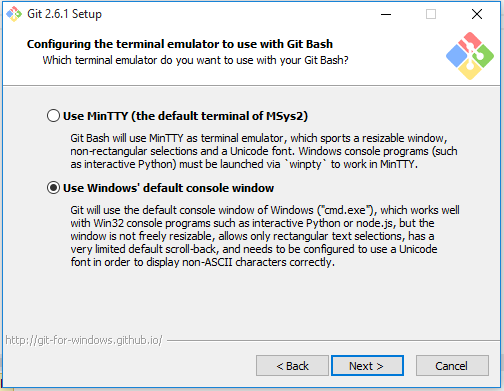 Git 2.6.1 Setup
Configuring the terminal emulator to use with Git Bash
Which terminal emulator do you want to use with your Git Bash?
Use MinTTY (the default terminal of MSys2)
Git Bash will use MinTTY as terminal emulator, which sports a resizable window,
non-rectangular selections and a Unicode font. Windows console programs (such
as interactive Python) must be launched via `winpty` to work in MinTTY.
Use Windows' default console window
Git will use the default console window of Windows ("cmd.exe"), which works well
with Win32 console programs such as interactive Python or node.js, but the
window is not freely resizable, allows only rectangular text selections, has a
very limited default scroll-back, and needs to be configured to use a Unicode
font in order to display non-ASCII characters correctly.
http://git-for-windows.github.io/
< Back Next > Cancel